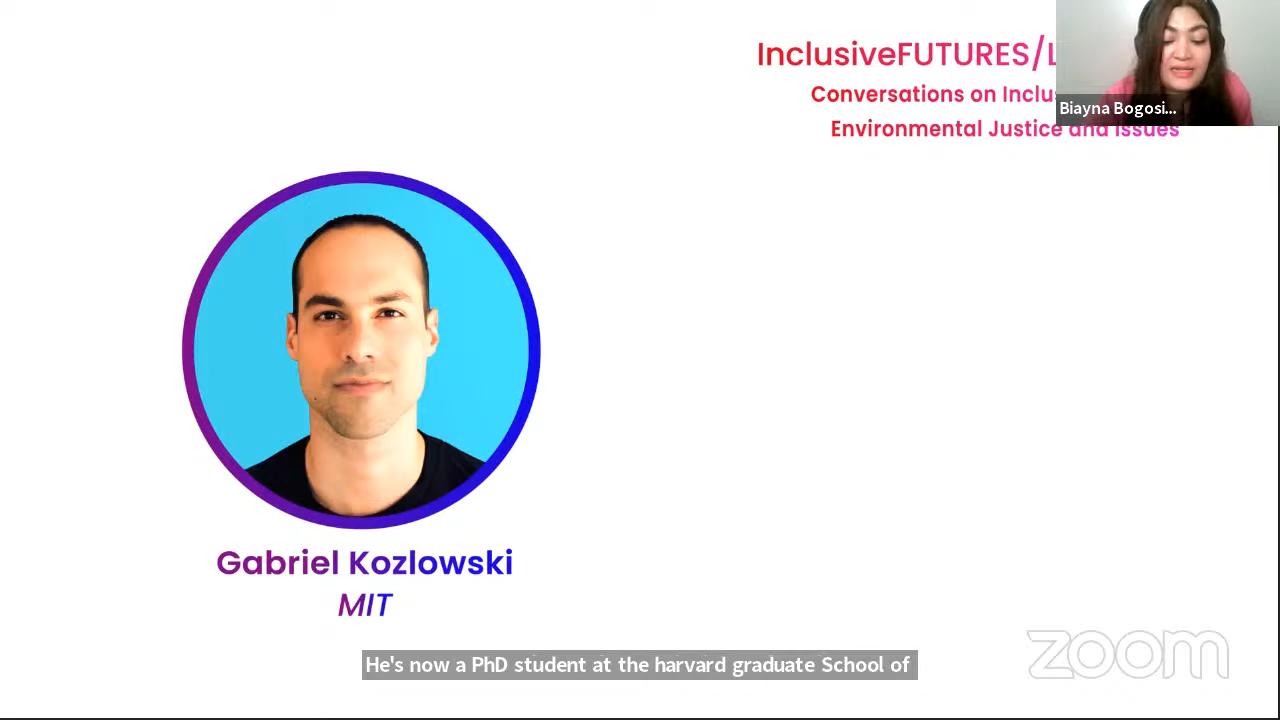 InclusiveFUTURES/L
Conversations on Inclus
Environmental Justice and Issues
Biayna Bogosi...
Gabriel Kozlowski
MIT
He's now a PhD student at the harvard graduate School of
zoom